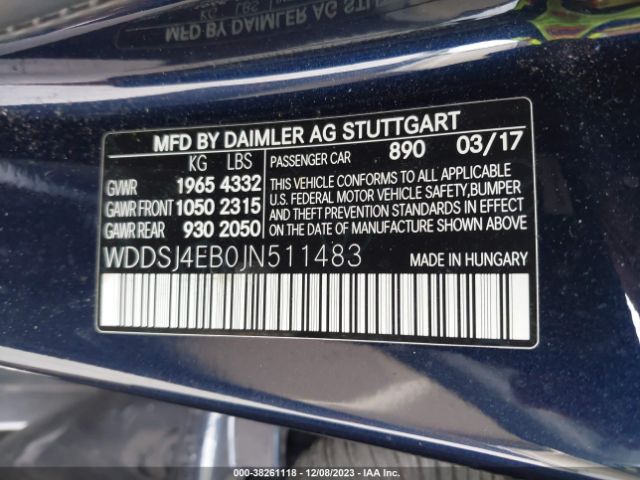 MFD BY DAIMLER AG STUTTGART
KG LBS PASSENGER CAR 890 03/17
GVWR 1965 4332
GAWR FRONT 1050 2315
GAWR REAR 930 2050
THIS VEHICLE CONFORMS TO ALL APPLICABLE
U.S. FEDERAL MOTOR VEHICLE SAFETY,BUMPER
AND THEFT PREVENTION STANDARDS IN EFFECT
ON THE DATE OF MANUFACTURE SHOWN ABOVE.
WDDSJ4EB0JN511483 MADE IN HUNGARY
000-38261118 - 12/08/2023 - IAA Inc.